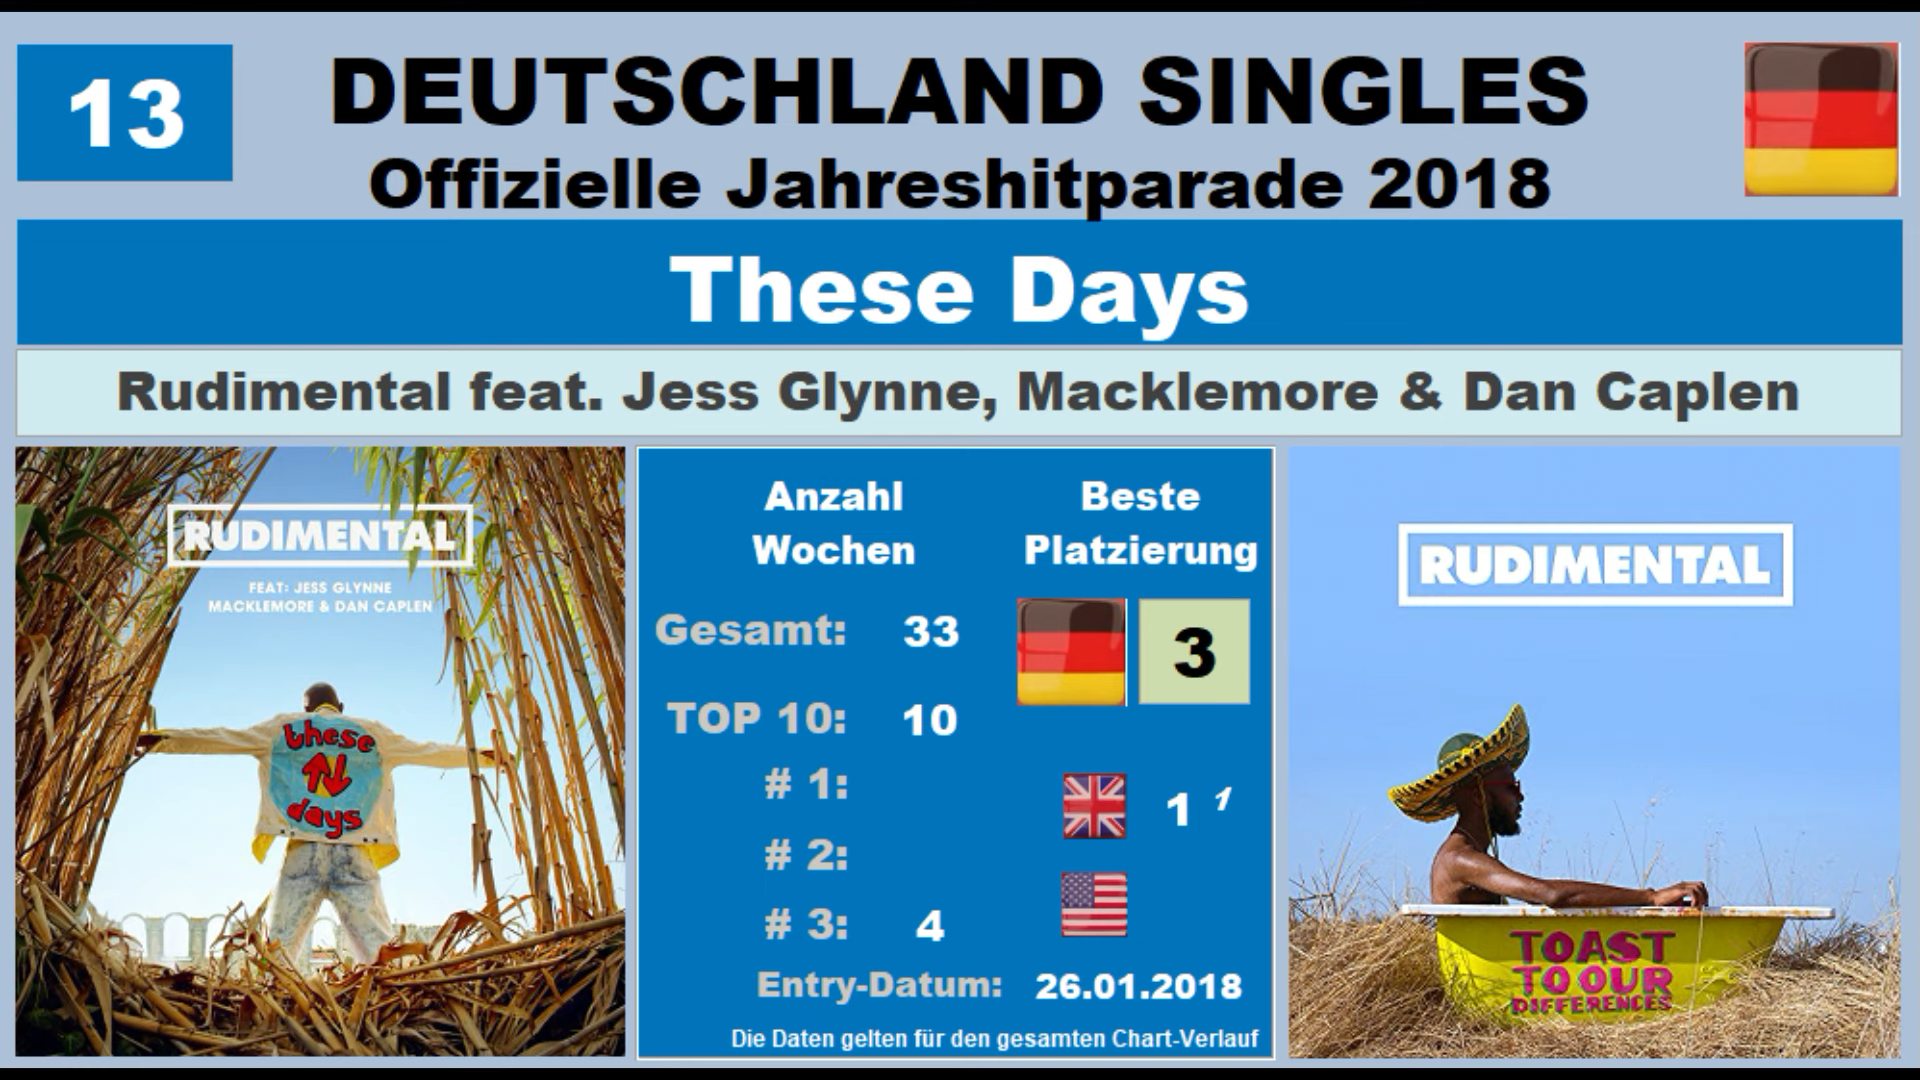 13
DEUTSCHLAND SINGLES
Offizielle Jahreshitparade 2018
These Days
Rudimental feat. Jess Glynne, Macklemore & Dan Caplen
RUDIMENTAL
FEAT: JESS GLYNNE
MACKLEMORE & DAN CAPLEN
these
days
Anzahl
Wochen
Beste
Platzierung
Gesamt: 33
3
TOP 10: 10
# 1:
1 1
# 2:
# 3: 4
Entry-Datum: 26.01.2018
Die Daten gelten für den gesamten Chart-Verlauf
RUDIMENTAL
TOAST
TO OUR
DIFFERENCES